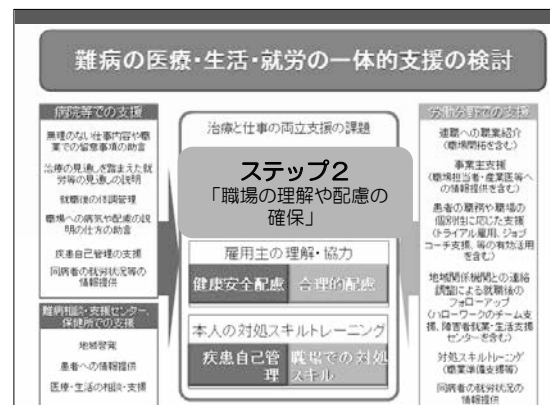 難病の医療・生活・就労の一体的支援の検討
病院等での支援
無理のない仕事内容や職
業での留意事項の助言
治療の見通しを踏まえた就
労等の見通しの説明
就職後の体調管理
職場への病気や配慮の説
明の仕方の助言
疾患自己管理の支援
同病者の就労状況等の
情報提供
難病相談・支援センター、
保健所での支援
地域啓発
患者への情報提供
医療・生活の相談・支援
治療と仕事の両立支援の課題
ステップ2
「職場の理解や配慮の
確保」
雇用主の理解・協力
健康安全配慮
合理的配慮
本人の対処スキルトレーニング
疾患自己管
理
職場での対処
スキル
労働分野での支援
適職への職業紹介
(職場開拓を含む)
事業主支援
(職場担当者・産業医等へ
の情報提供を含む)
患者の職務や職場の
個別性に応じた支援
(トライアル雇用、ジョブ
コーチ支援、等の有効活用
を含む)
地域関係機関との連絡
調整による就職後の
フォローアップ
(ハローワークのチーム支
援、障害者就業・生活支援
センターを含む)
対処スキルトレーニング
(職業準備支援等)
同病者の就労状況の
情報提供